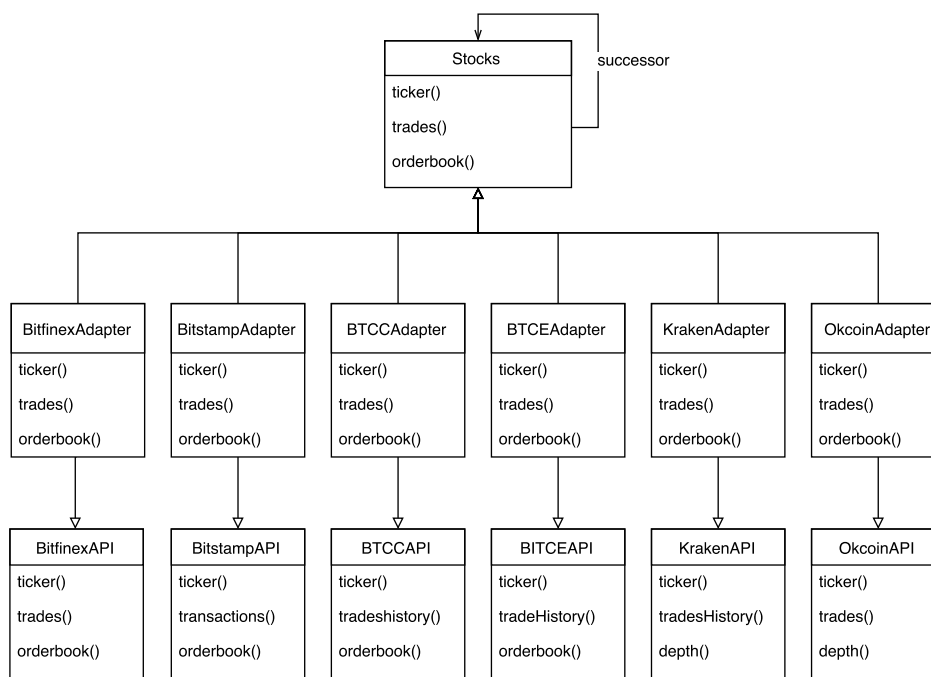 Stocks
successor
ticker()
trades()
orderbook()
BitfinexAdapter
ticker()
trades()
orderbook()
BitstampAdapter
ticker()
trades()
orderbook()
BTCCAdapter
ticker()
trades()
orderbook()
BTCEAdapter
ticker()
trades()
orderbook()
KrakenAdapter
ticker()
trades()
orderbook()
OkcoinAdapter
ticker()
trades()
orderbook()
BitfinexAPI
ticker()
trades()
orderbook()
BitstampAPI
ticker()
transactions()
orderbook()
BTCCAPI
ticker()
tradeshistory()
orderbook()
BITCEAPI
ticker()
tradeHistory()
orderbook()
KrakenAPI
ticker()
tradesHistory()
depth()
OkcoinAPI
ticker()
trades()
depth()